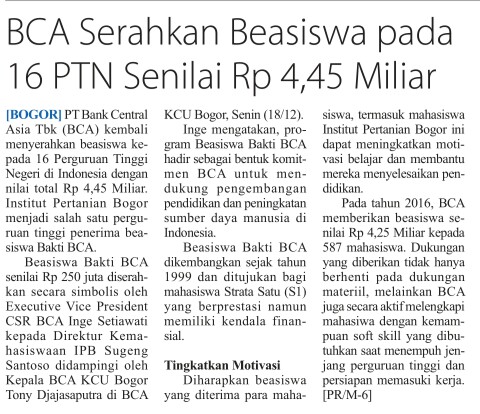 BCA Serahkan Beasiswa pada
16 PTN Senilai Rp 4,45 Miliar
[BOGOR] PT Bank Central
Asia Tbk (BCA) kembali
menyerahkan beasiswa ke-
pada 16 Perguruan Tinggi
Negeri di Indonesia dengan
nilai total Rp 4,45 Miliar.
Institut Pertanian Bogor
menjadi salah satu pergu-
ruan tinggi penerima bea-
siswa Bakti BCA.
Beasiswa Bakti BCA
senilai Rp 250 juta diserah-
kan secara simbolis oleh
Executive Vice President
CSR BCA Inge Setiawati
kepada Direktur Kema-
hasiswaan IPB Sugeng
Santoso didampingi oleh
Kepala BCA KCU Bogor
Tony Djajasaputra di BCA
KCU Bogor, Senin (18/12).
Inge mengatakan, pro-
gram Beasiswa Bakti BCA
hadir sebagai bentuk komit-
men BCA untuk men-
dukung pengembangan
pendidikan dan peningkatan
sumber daya manusia di
Indonesia.
Beasiswa Bakti BCA
dikembangkan sejak tahun
1999 dan ditujukan bagi
mahasiswa Strata Satu (S1)
yang berprestasi namun
memiliki kendala finan-
sial.
Tingkatkan Motivasi
Diharapkan beasiswa
yang diterima para maha-
siswa, termasuk mahasiswa
Institut Pertanian Bogor ini
dapat meningkatkan moti-
vasi belajar dan membantu
mereka menyelesaikan pen-
didikan.
Pada tahun 2016, BCA
memberikan beasiswa se-
nilai Rp 4,25 Miliar kepada
587 mahasiswa. Dukungan
yang diberikan tidak hanya
berhenti pada dukungan
materiil, melainkan BCA
juga secara aktif melengkapi
mahasiwa dengan kemam-
puan soft skill yang dibu-
tuhkan saat menempuh jen-
jang perguruan tinggi dan
persiapan memasuki kerja.
[PR/M-6]